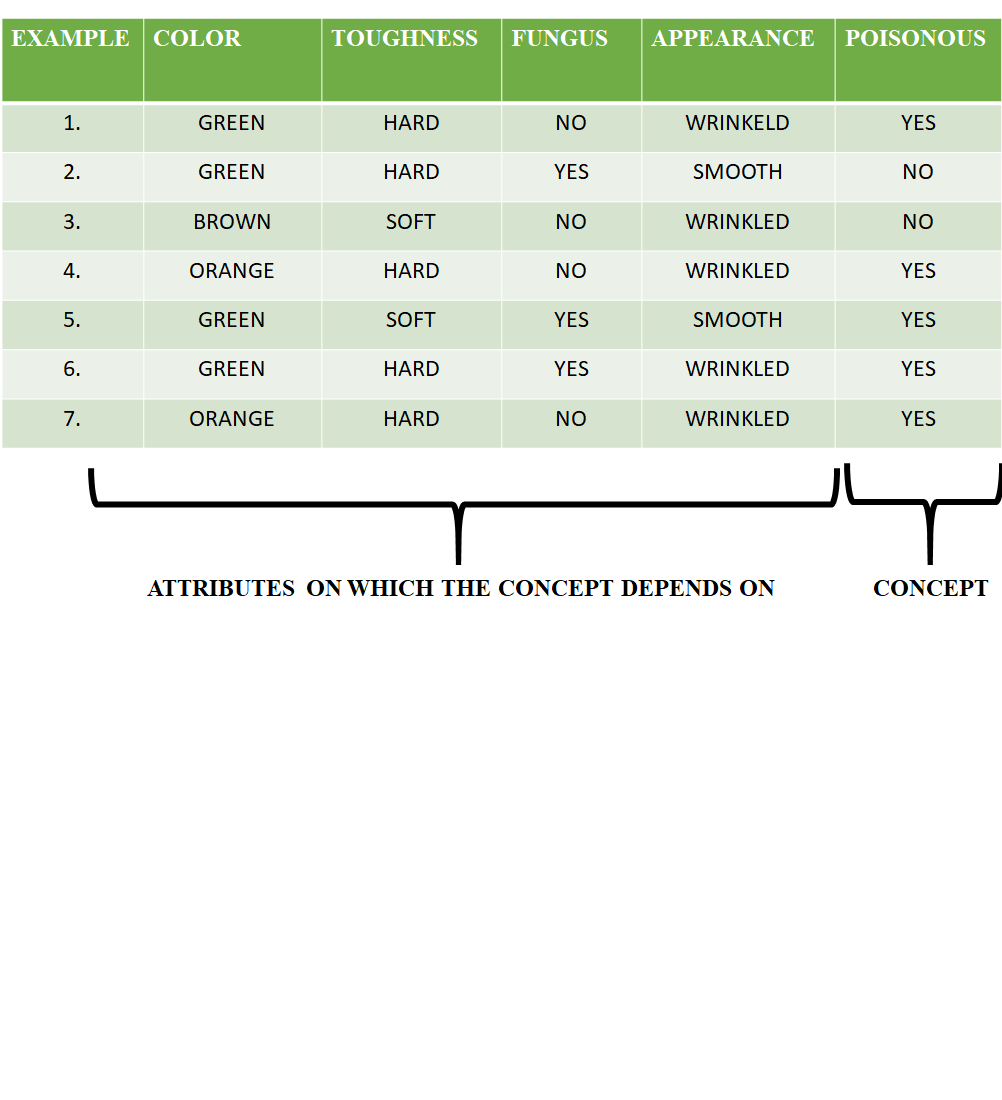 EXAMPLE COLOR TOUGHNESS FUNGUS APPEARANCE POISONOUS
1. GREEN HARD NO WRINKELD YES
2. GREEN HARD YES SMOOTH NO
3. BROWN SOFT NO WRINKLED NO
4. ORANGE HARD NO WRINKLED YES
5. GREEN SOFT YES SMOOTH YES
6. GREEN HARD YES WRINKLED YES
7. ORANGE HARD NO WRINKLED YES
ATTRIBUTES ON WHICH THE CONCEPT DEPENDS ON CONCEPT